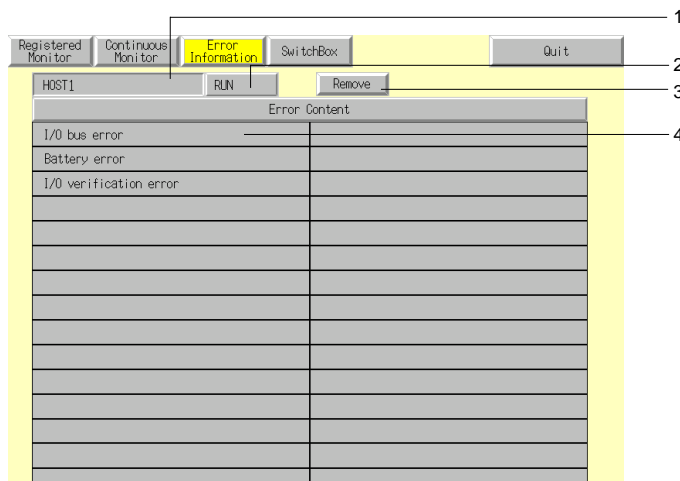 1
Registered Monitor
Continuous Monitor
Error Information
SwitchBox
Quit
2
HOST1
RUN
Remove
3
Error Content
I/O bus error
4
Battery error
I/O verification error